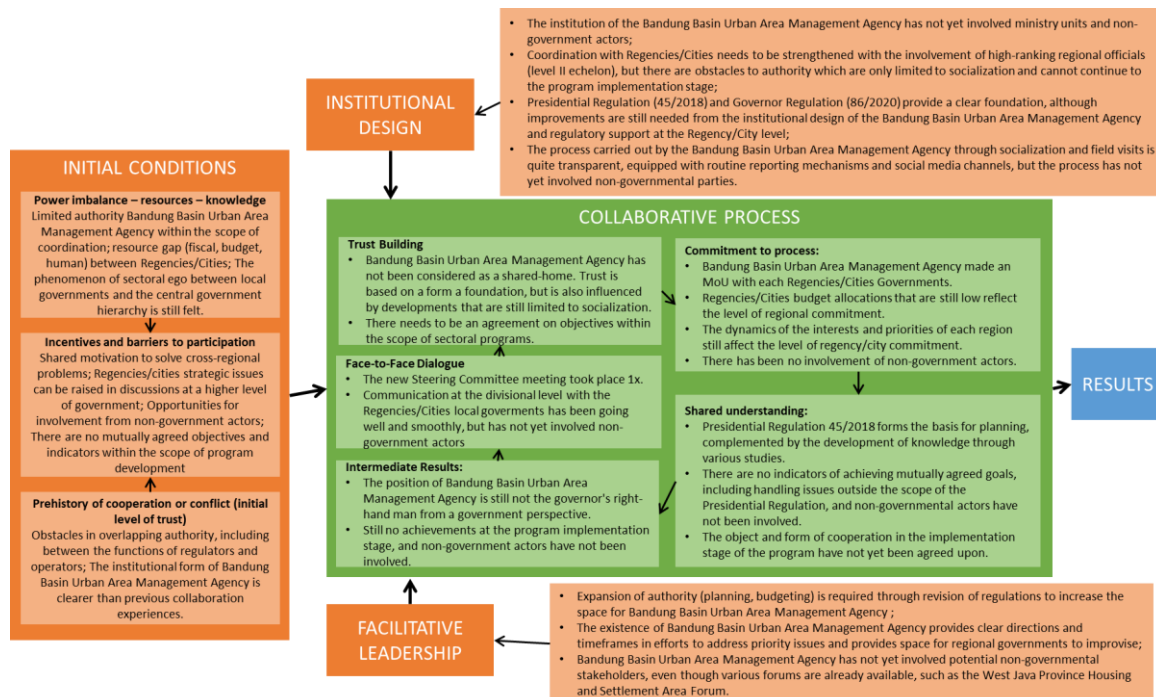 • The institution of the Bandung Basin Urban Area Management Agency has not yet involved ministry units and non-
government actors;
• Coordination with Regencies/Cities needs to be strengthened with the involvement of high-ranking regional officials
(level II echelon), but there are obstacles to authority which are only limited to socialization and cannot continue to
the program implementation stage;
• Presidential Regulation (45/2018) and Governor Regulation (86/2020) provide a clear foundation, although
improvements are still needed from the institutional design of the Bandung Basin Urban Area Management Agency
and regulatory support at the Regency/City level;
• The process carried out by the Bandung Basin Urban Area Management Agency through socialization and field visits is
quite transparent, equipped with routine reporting mechanisms and social media channels, but the process has not
yet involved non-governmental parties.
INSTITUTIONAL
DESIGN
INITIAL CONDITIONS
Power imbalance – resources – knowledge
Limited authority Bandung Basin Urban Area
Management Agency within the scope of
coordination; resource gap (fiscal, budget,
human) between Regencies/Cities; The
phenomenon of sectoral ego between local
governments and the central government
hierarchy is still felt.
Incentives and barriers to participation
Shared motivation to solve cross-regional
problems; Regencies/cities strategic issues
can be raised in discussions at a higher level
of government; Opportunities for
involvement from non-government actors;
There are no mutually agreed objectives and
indicators within the scope of program
development
Prehistory of cooperation or conflict (initial
level of trust)
Obstacles in overlapping authority, including
between the functions of regulators and
operators; The institutional form of Bandung
Basin Urban Area Management Agency is
clearer than previous collaboration
experiences.
COLLABORATIVE PROCESS
Trust Building
• Bandung Basin Urban Area Management Agency has
not been considered as a shared-home. Trust is
based on a form a foundation, but is also influenced
by developments that are still limited to socialization.
• There needs to be an agreement on objectives within
the scope of sectoral programs.
Face-to-Face Dialogue
• The new Steering Committee meeting took place 1x.
• Communication at the divisional level with the
Regencies/Cities local goverments has been going
well and smoothly, but has not yet involved non-
government actors
Intermediate Results:
• The position of Bandung Basin Urban Area
Management Agency is still not the governor's right-
hand man from a government perspective.
• Still no achievements at the program implementation
stage, and non-government actors have not been
involved.
Commitment to process:
• Bandung Basin Urban Area Management Agency made an
MoU with each Regencies/Cities Governments.
• Regencies/Cities budget allocations that are still low reflect
the level of regional commitment.
• The dynamics of the interests and priorities of each region
still affect the level of regency/city commitment.
• There has been no involvement of non-government actors.
Shared understanding:
• Presidential Regulation 45/2018 forms the basis for planning,
complemented by the development of knowledge through
various studies.
• There are no indicators of achieving mutually agreed goals,
including handling issues outside the scope of the
Presidential Regulation, and non-governmental actors have
not been involved.
• The object and form of cooperation in the implementation
stage of the program have not yet been agreed upon.
RESULTS
FACILITATIVE
LEADERSHIP
• Expansion of authority (planning, budgeting) is required through revision of regulations to increase the
space for Bandung Basin Urban Area Management Agency ;
• The existence of Bandung Basin Urban Area Management Agency provides clear directions and
timeframes in efforts to address priority issues and provides space for regional governments to improvise;
• Bandung Basin Urban Area Management Agency has not yet involved potential non-governmental
stakeholders, even though various forums are already available, such as the West Java Province Housing
and Settlement Area Forum.